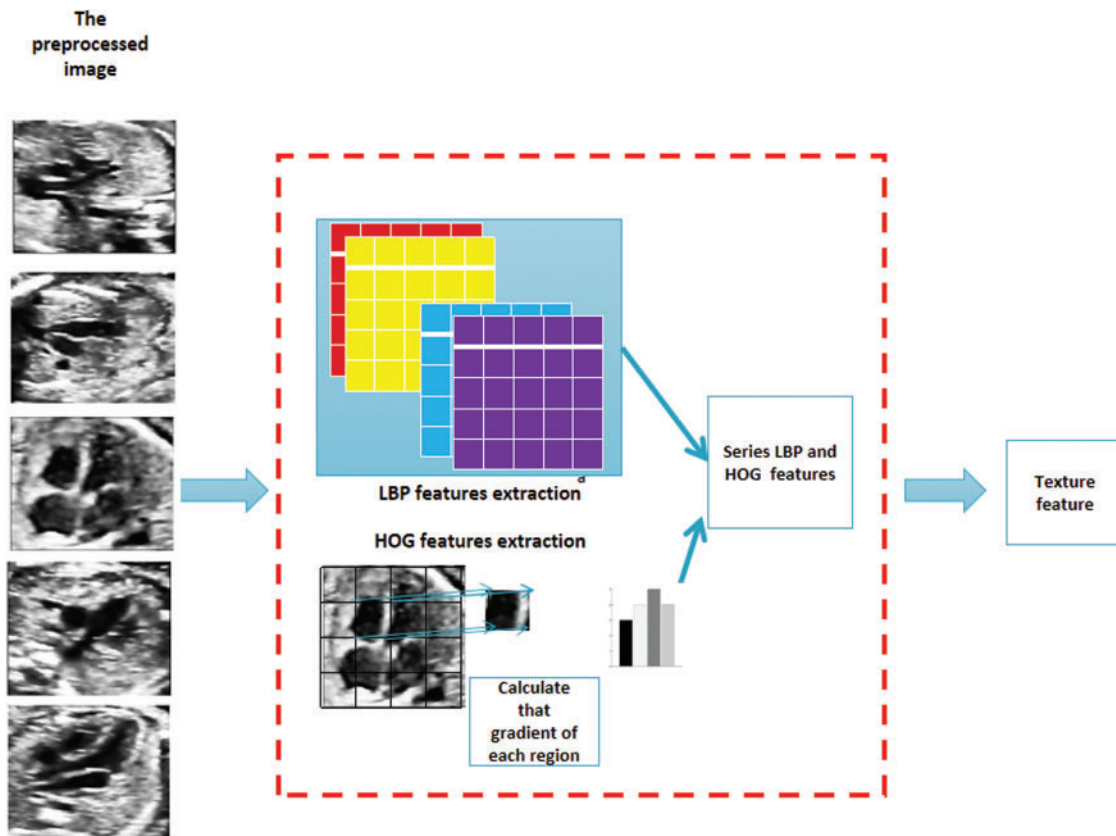 The
preprocessed
image
a
LBP features extraction
HOG features extraction
Calculate
that
gradient of
each region
Series LBP and
HOG features
Texture
feature